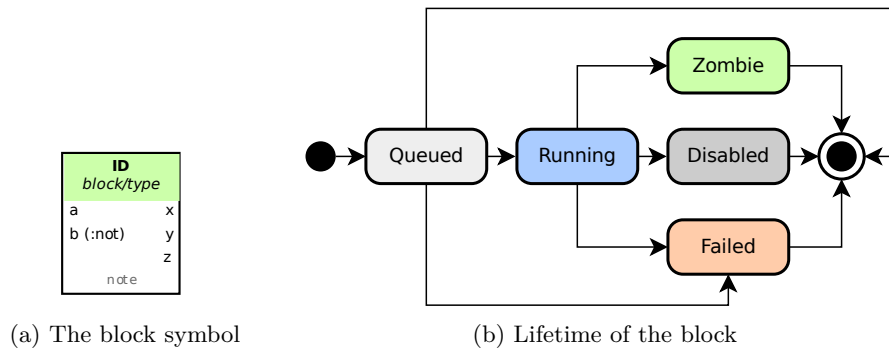 ID
block/type
a x
b (:not) y
z
note
(a) The block symbol
Zombie
Queued Running Disabled
Failed
(b) Lifetime of the block